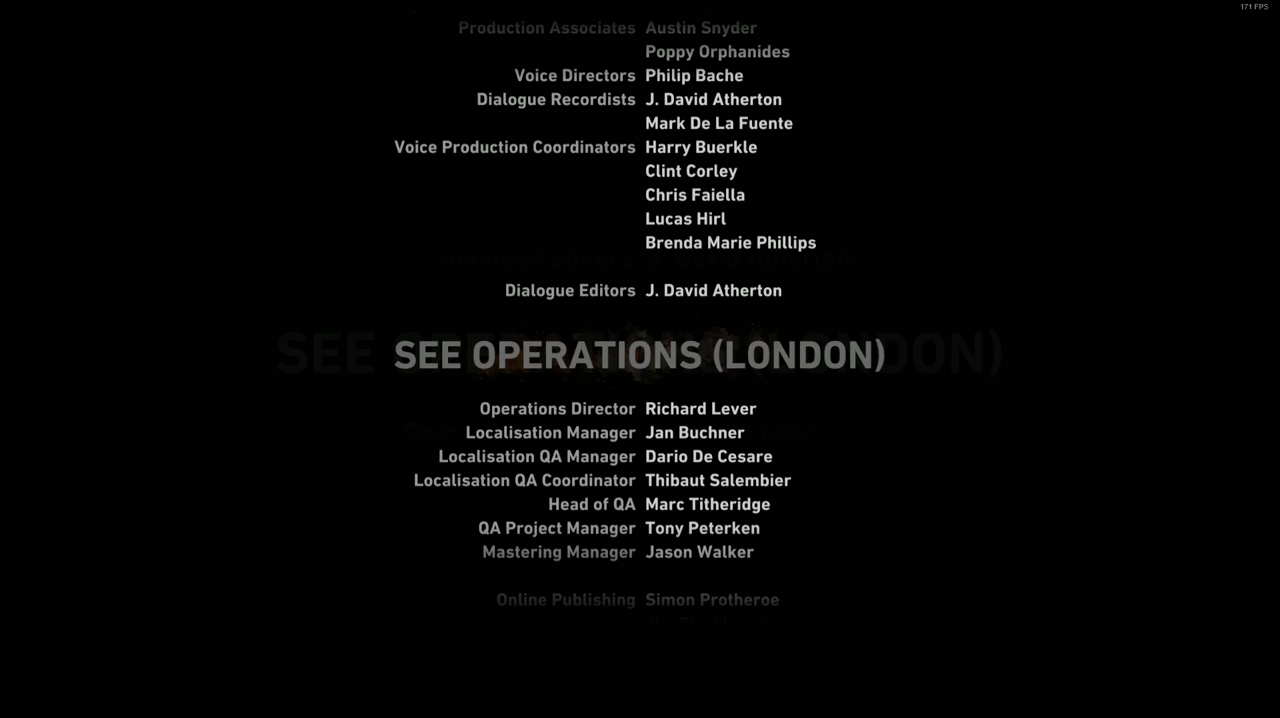 171 FPS
Production Associates Austin Snyder
Poppy Orphanides
Voice Directors Philip Bache
Dialogue Recordists J. David Atherton
Mark De La Fuente
Voice Production Coordinators Harry Buerkle
Clint Corley
Chris Faiella
Lucas Hirl
Brenda Marie Phillips
Dialogue Editors J. David Atherton
SEE OPERATIONS (LONDON)
Operations Director Richard Lever
Localisation Manager Jan Buchner
Localisation QA Manager Dario De Cesare
Localisation QA Coordinator Thibaut Salembier
Head of QA Marc Titheridge
QA Project Manager Tony Peterken
Mastering Manager Jason Walker
Online Publishing Simon Protheroe